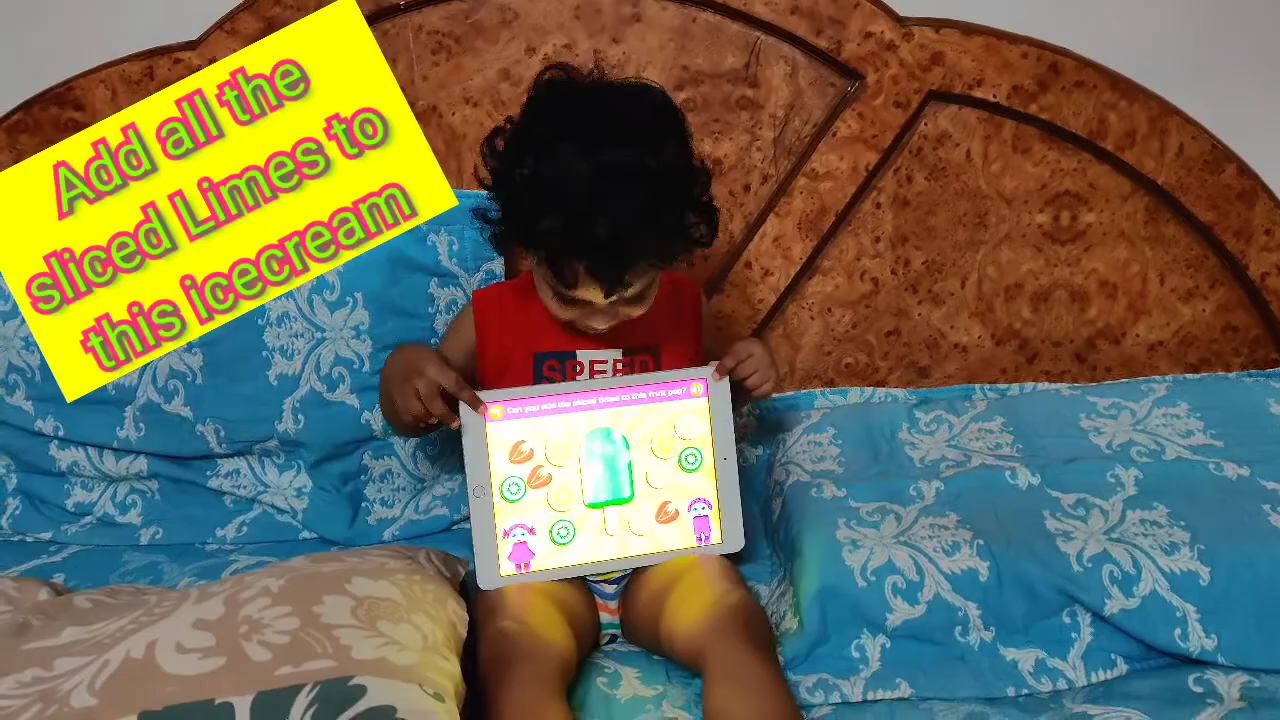 Add all the
sliced Limes to
this icecream
SPEED
Can you add the sliced limes to this fruit pop?